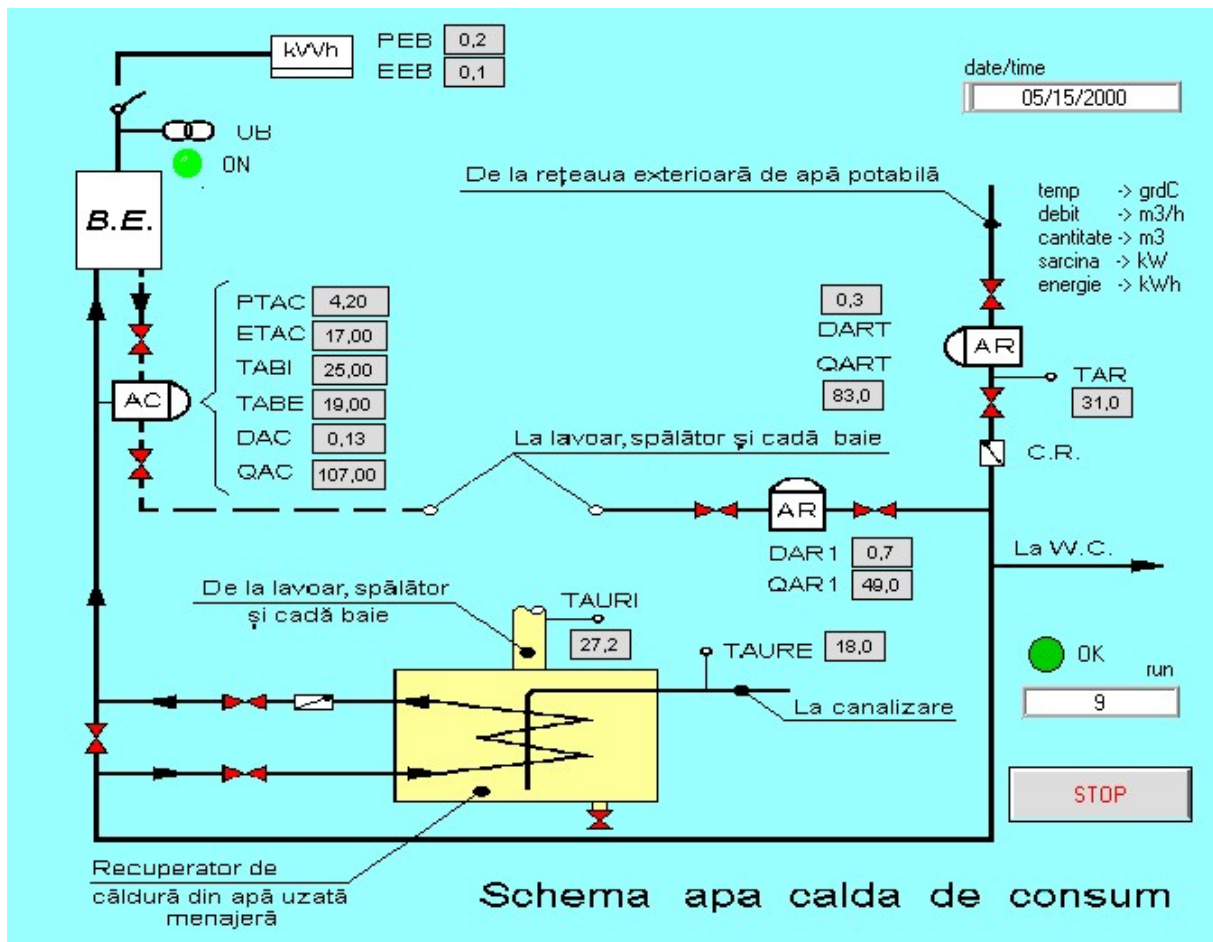 kWh
PEB 0,2
EEB 0,1
date/time
05/15/2000
UB
ON
B.E.
De la rețeaua exterioară de apă potabilă
temp -> grdC
debit -> m3/h
cantitate -> m3
sarcina -> kW
energie -> kWh
PTAC 4,20
ETAC 17,00
TABI 25,00
TABE 19,00
DAC 0,13
QAC 107,00
AC
0,3
DART
QART
83,0
AR
TAR
31,0
C.R.
La lavoar,spălător și cadă baie
AR
DAR1 0,7
QAR1 49,0
La W.C.
De la lavoar, spălător
și cadă baie
TAURI
27,2
TAURE 18,0
La canalizare
OK
run
9
STOP
Recuperator de
căldură din apă uzată
menajeră
Schema apa calda de consum